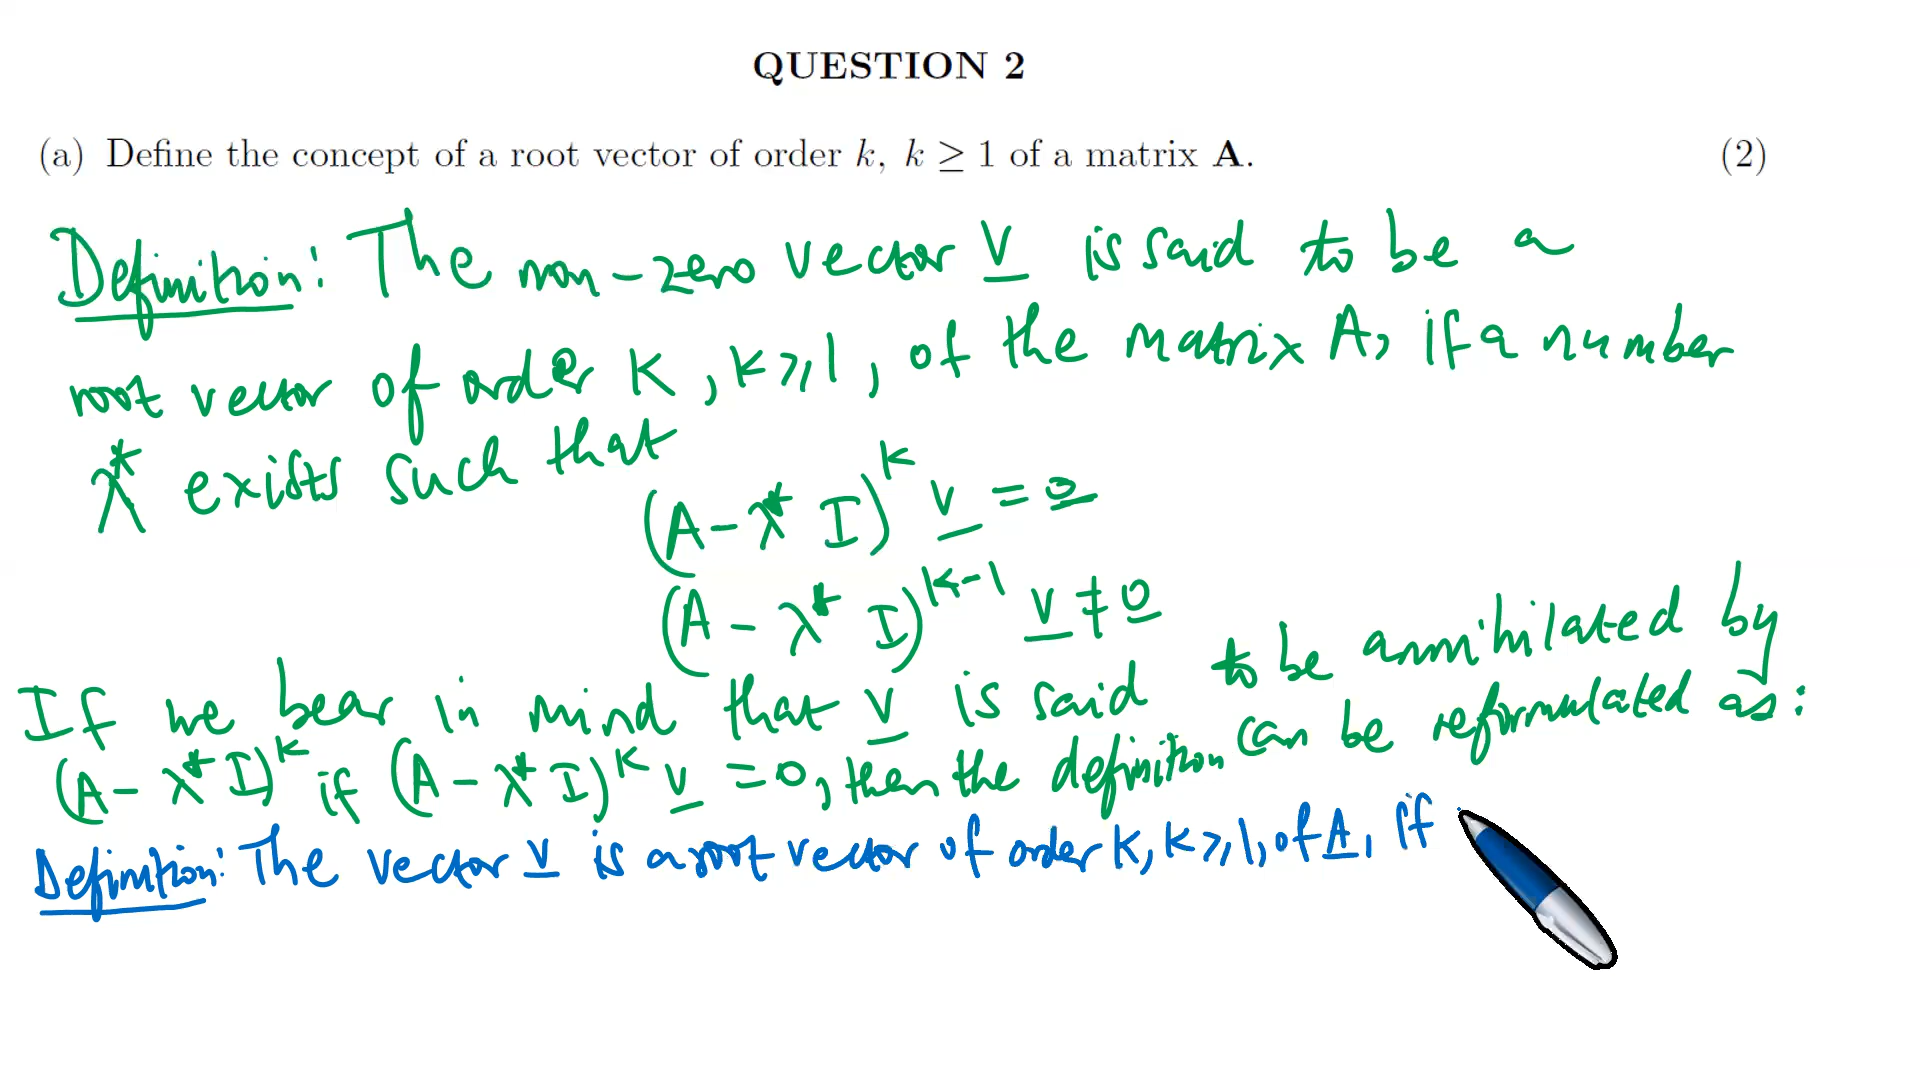 QUESTION 2
(a) Define the concept of a root vector of order k, k ≥ 1 of a matrix A. (2)
Definition: The non-zero vector v is said to be a
root vector of order K, K ≥ 1, of the matrix A, if a number
λ* exists such that
(A - λ* I)^K v = 0
(A - λ* I)^(K-1) v ≠ 0
If we bear in mind that v is said to be annihilated by
(A - λ* I)^K if (A - λ* I)^K v = 0, then the definition can be reformulated as:
Definition: The vector v is a root vector of order K, K ≥ 1, of A, if